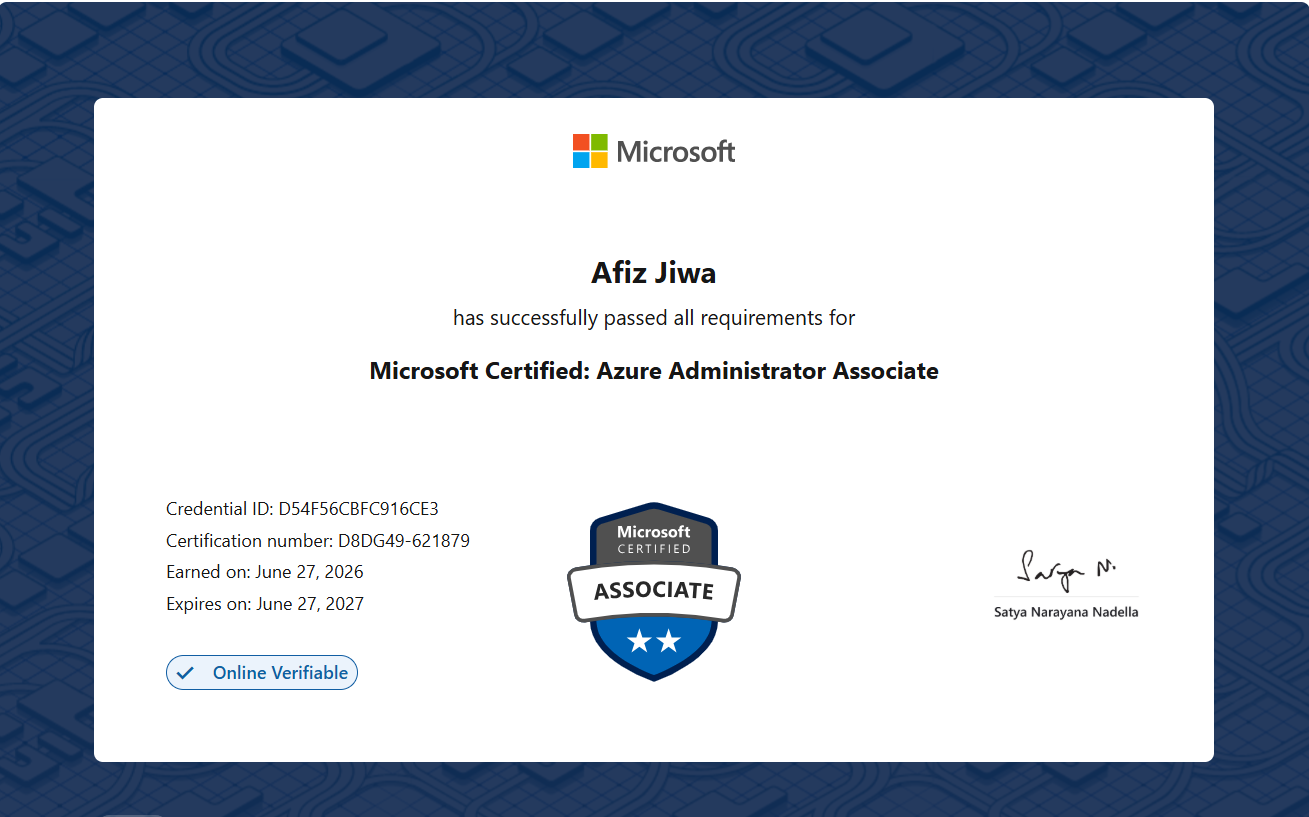 Microsoft
Afiz Jiwa
has successfully passed all requirements for
Microsoft Certified: Azure Administrator Associate
Credential ID: D54F56CBFC916CE3
Certification number: D8DG49-621879
Earned on: June 27, 2026
Expires on: June 27, 2027
Online Verifiable
Microsoft
CERTIFIED
ASSOCIATE
Satya N.
Satya Narayana Nadella